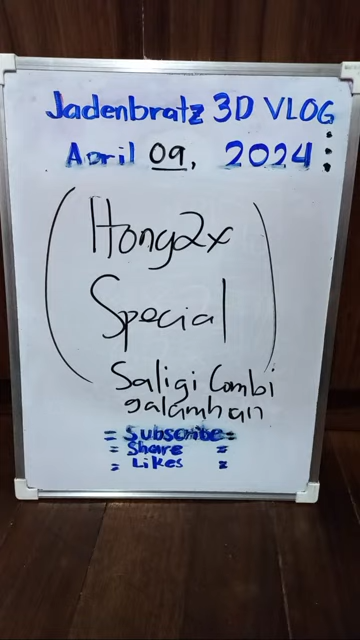 Jadenbratz 3D VLOG
April 09, 2024
(Hong2x
Special)
Saligi Combi
galamhan
= Subscribe =
= Share =
= Likes =